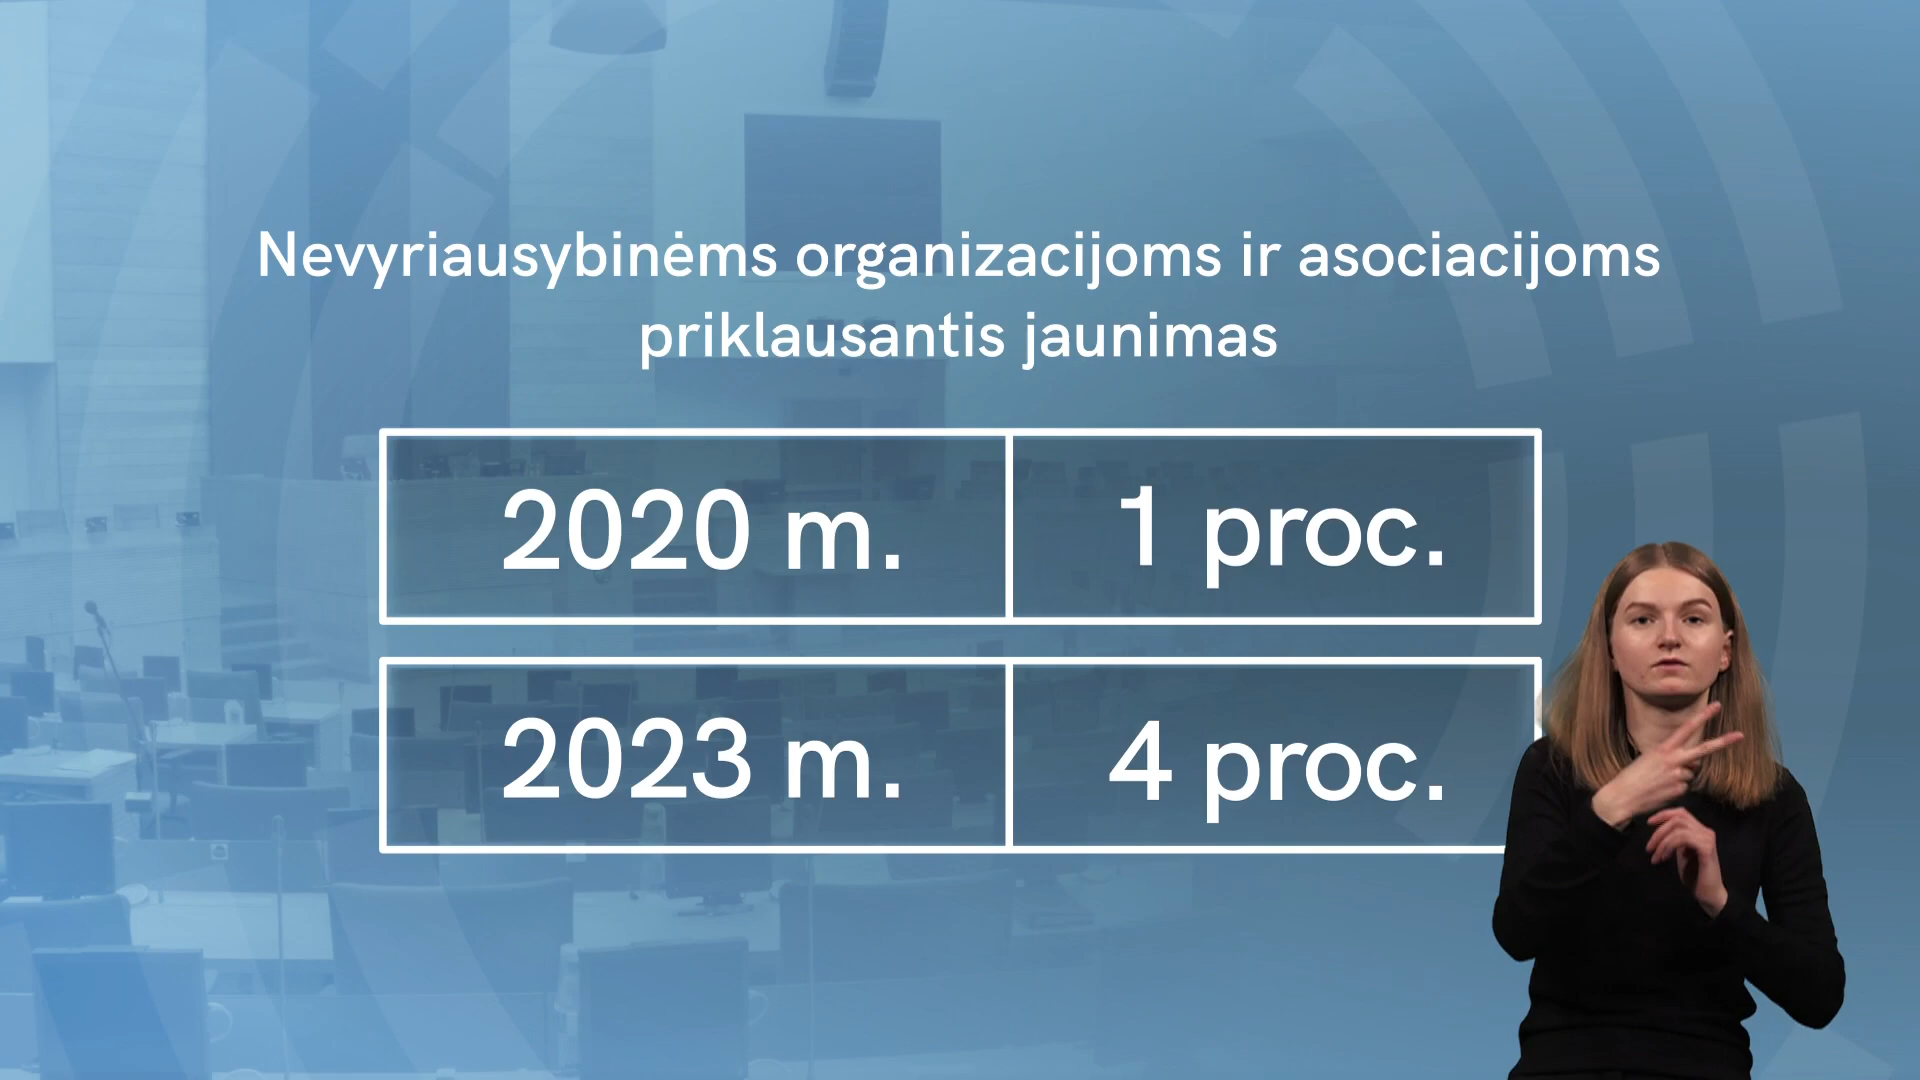 Nevyriausybinėms organizacijoms ir asociacijoms
priklausantis jaunimas
2020 m. 1 proc.
2023 m. 4 proc.